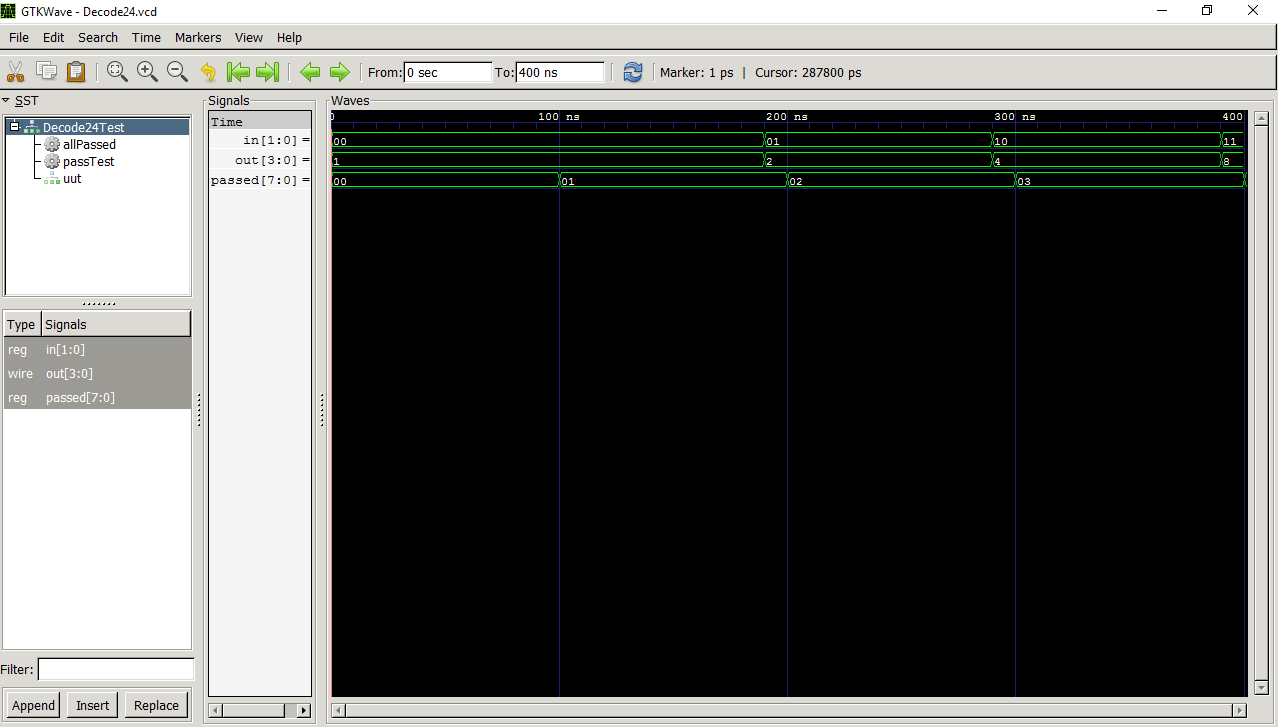 GTKWave - Decode24.vcd
File Edit Search Time Markers View Help
From: 0 sec To: 400 ns Marker: 1 ps | Cursor: 287800 ps
SST
Decode24Test
allPassed
passTest
uut
Type Signals
reg in[1:0]
wire out[3:0]
reg passed[7:0]
Filter:
Append Insert Replace
Signals
Time
in[1:0] =
out[3:0] =
passed[7:0] =
Waves
0 100 ns 200 ns 300 ns 400
00 01 10 11
1 2 4 8
00 01 02 03